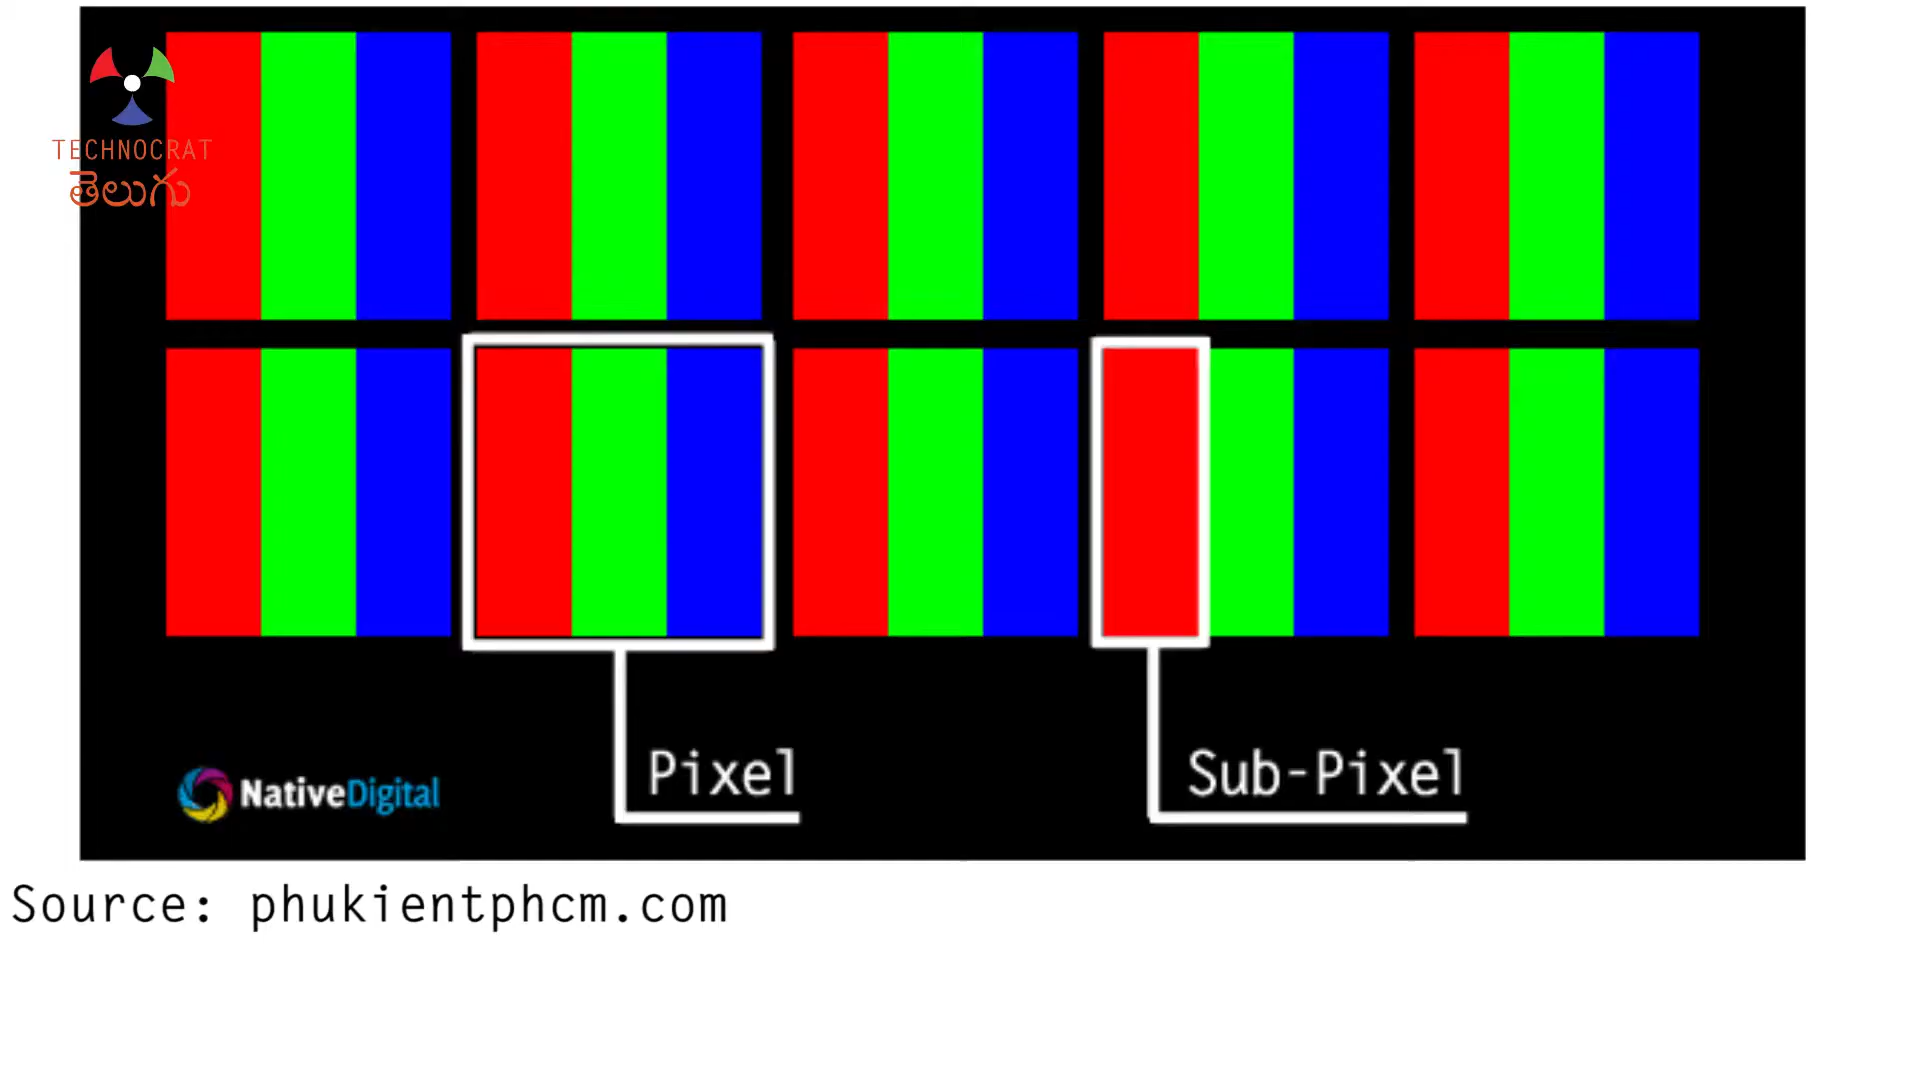 TECHNOCRAT
తెలుగు
Pixel
Sub-Pixel
NativeDigital
Source: phukientphcm.com